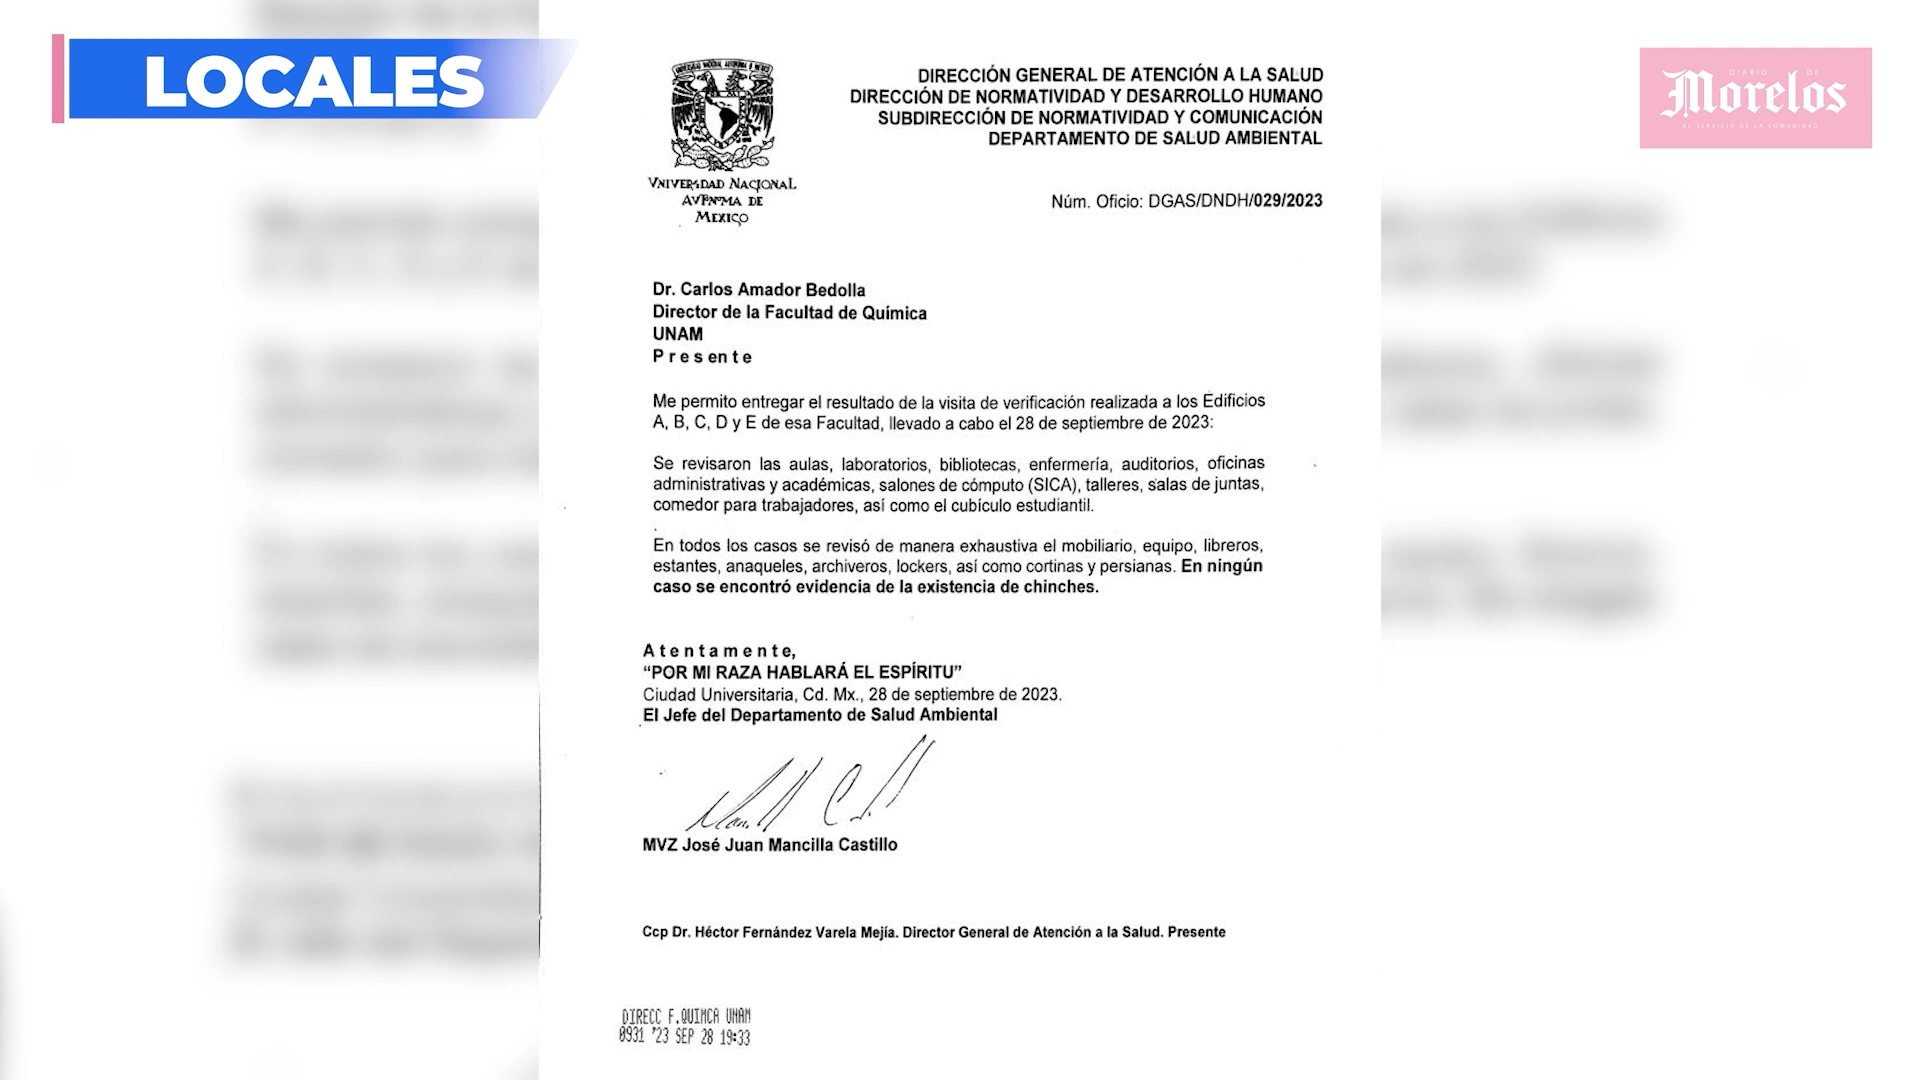 LOCALES
DIARIO DE
Morelos
AL SERVICIO DE LA COMUNIDAD
VNIVERSDAD NACIONAL
AVFNMA DE
MEXICO
DIRECCIÓN GENERAL DE ATENCIÓN A LA SALUD
DIRECCIÓN DE NORMATIVIDAD Y DESARROLLO HUMANO
SUBDIRECCIÓN DE NORMATIVIDAD Y COMUNICACIÓN
DEPARTAMENTO DE SALUD AMBIENTAL
Núm. Oficio: DGAS/DNDH/029/2023
Dr. Carlos Amador Bedolla
Director de la Facultad de Química
UNAM
P r e s e n t e
Me permito entregar el resultado de la visita de verificación realizada a los Edificios
A, B, C, D y E de esa Facultad, llevado a cabo el 28 de septiembre de 2023:
Se revisaron las aulas, laboratorios, bibliotecas, enfermería, auditorios, oficinas
administrativas y académicas, salones de cómputo (SICA), talleres, salas de juntas,
comedor para trabajadores, así como el cubículo estudiantil.
En todos los casos se revisó de manera exhaustiva el mobiliario, equipo, libreros,
estantes, anaqueles, archiveros, lockers, así como cortinas y persianas. En ningún
caso se encontró evidencia de la existencia de chinches.
A t e n t a m e n t e,
“POR MI RAZA HABLARÁ EL ESPÍRITU”
Ciudad Universitaria, Cd. Mx., 28 de septiembre de 2023.
El Jefe del Departamento de Salud Ambiental
MVZ José Juan Mancilla Castillo
Ccp Dr. Héctor Fernández Varela Mejía. Director General de Atención a la Salud. Presente
DIRECC F.QUIMCA UNAM
0931 '23 SEP 28 19:33